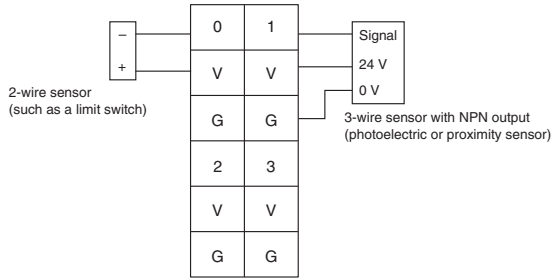 –
+
2-wire sensor
(such as a limit switch)
0 1
V V
G G
2 3
V V
G G
Signal
24 V
0 V
3-wire sensor with NPN output
(photoelectric or proximity sensor)